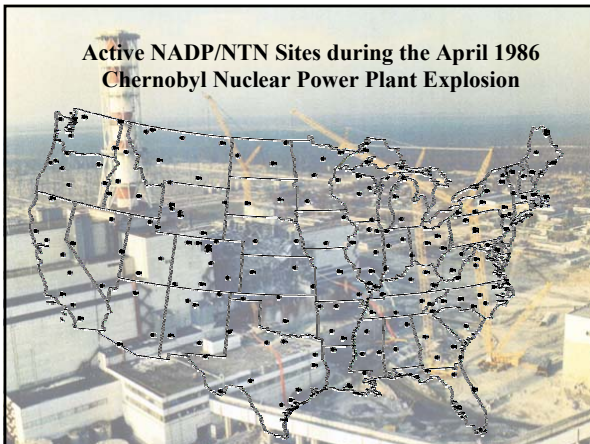 Active NADP/NTN Sites during the April 1986
Chernobyl Nuclear Power Plant Explosion